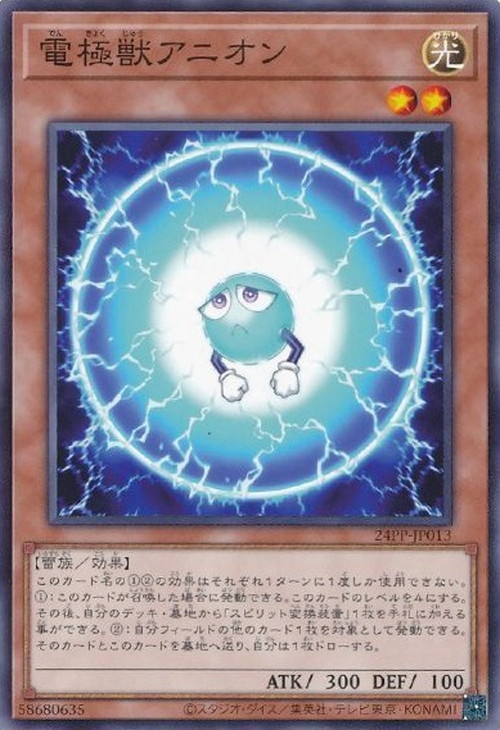 電極獣アニオン
光
24PP-JP013
【雷族/効果】
このカード名の①②の効果はそれぞれ1ターンに1度しか使用できない。
①:このカードが召喚した場合に発動できる。このカードのレベルを4にする。
その後、自分のデッキ・墓地から「スピリット変換装置」1枚を手札に加える
事ができる。②:自分フィールドの他のカード1枚を対象として発動できる。
そのカードとこのカードを墓地へ送り、自分は1枚ドローする。
ATK/ 300 DEF/ 100
58680635 ©スタジオ・ダイス/集英社・テレビ東京・KONAMI